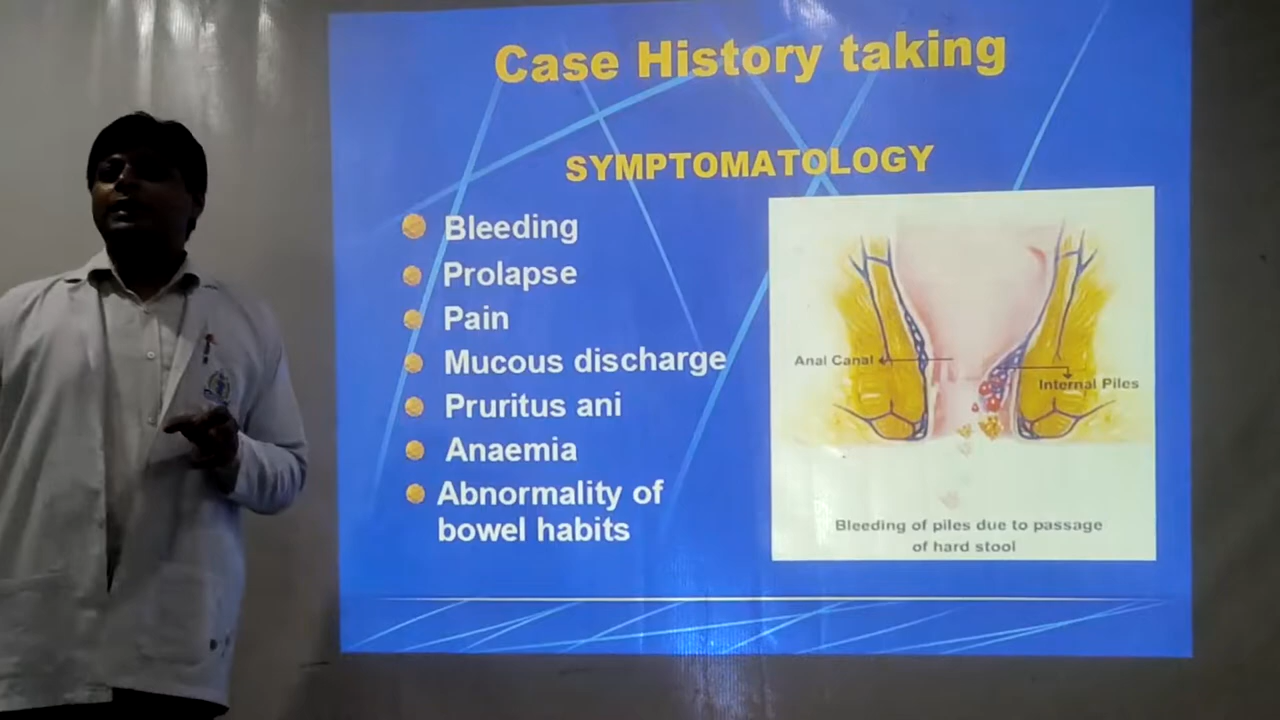 Case History taking
SYMPTOMATOLOGY
Bleeding
Prolapse
Pain
Mucous discharge
Pruritus ani
Anaemia
Abnormality of
bowel habits
Anal Canal
Internal Piles
Bleeding of piles due to passage
of hard stool